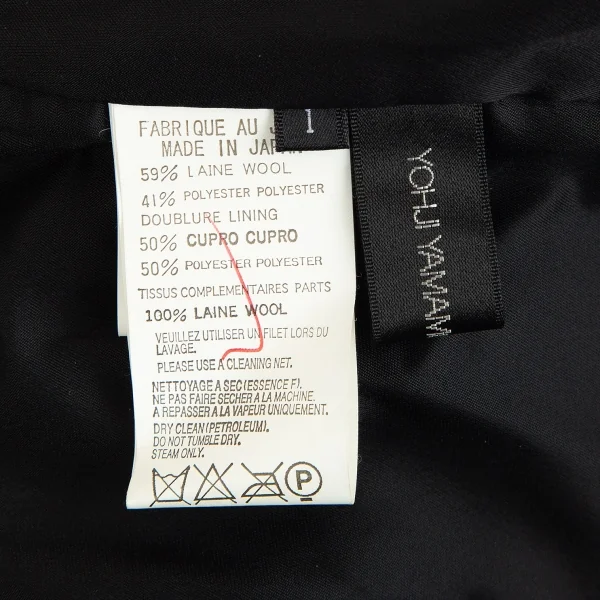 FABRIQUE AU
MADE IN JAPAN
59% LAINE WOOL
41% POLYESTER POLYESTER
DOUBLURE LINING
50% CUPRO CUPRO
50% POLYESTER POLYESTER
TISSUS COMPLEMENTAIRES PARTS
100% LAINE WOOL
VEUILLEZ UTILISER UN FILET LORS DU
LAVAGE.
PLEASE USE A CLEANING NET.
NETTOYAGE A SEC (ESSENCE F).
NE PAS FAIRE SECHER A LA MACHINE.
A REPASSER A LA VAPEUR UNIQUEMENT.
DRY CLEAN (PETROLEUM).
DO NOT TUMBLE DRY.
STEAM ONLY.
P
1
YOHJI YAMAM